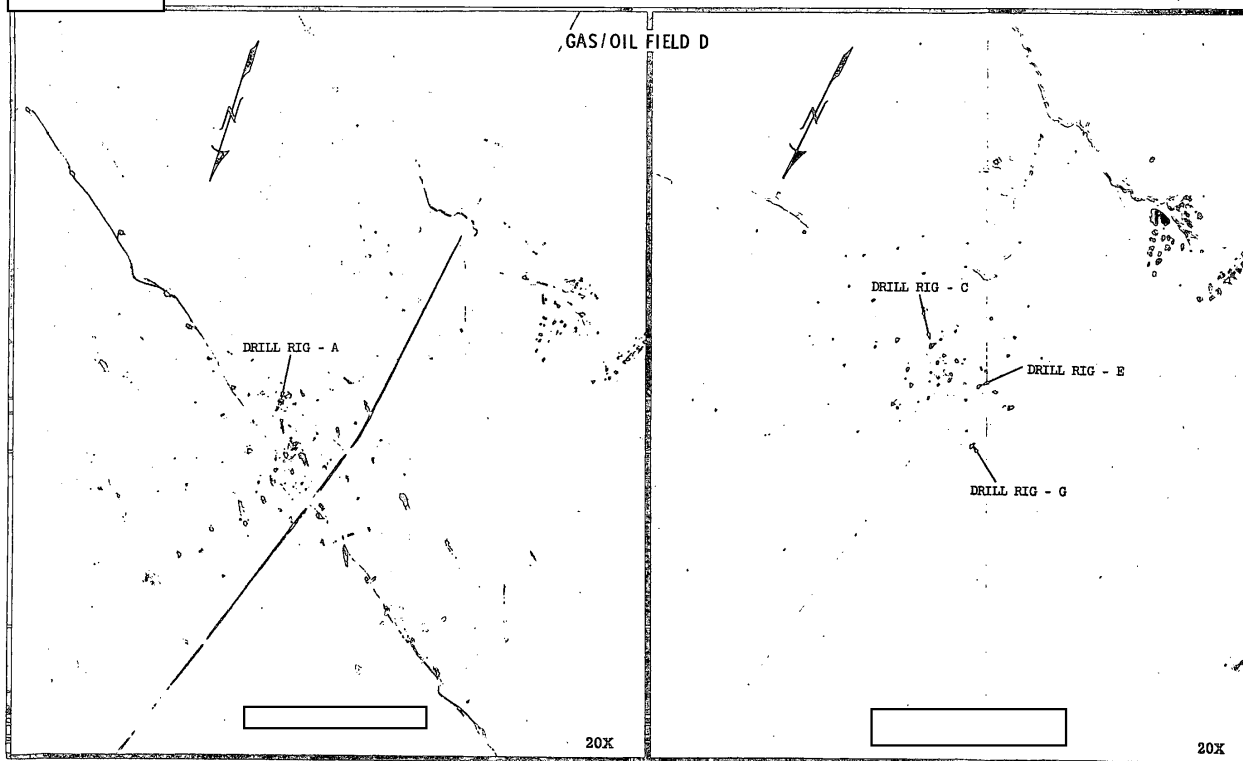 GAS/OIL FIELD D
N
DRILL RIG - A
20X
N
DRILL RIG - C
DRILL RIG - E
DRILL RIG - G
20X